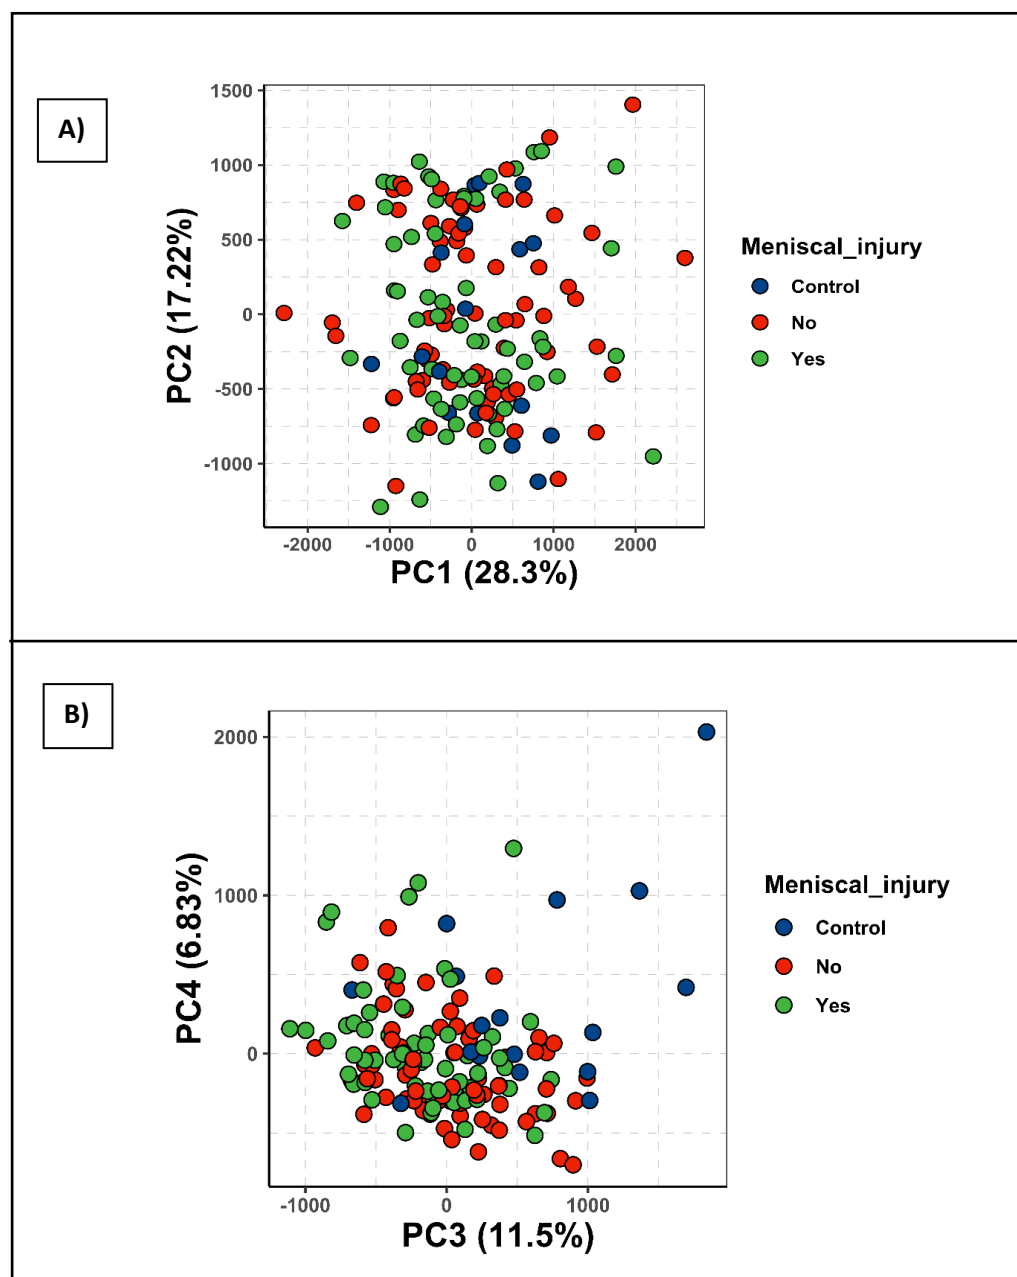 A)
1500
1000
500
0
-500
-1000
PC2 (17.22%)
-2000 -1000 0 1000 2000
PC1 (28.3%)
Meniscal_injury
Control
No
Yes
B)
2000
1000
0
PC4 (6.83%)
-1000 0 1000
PC3 (11.5%)
Meniscal_injury
Control
No
Yes